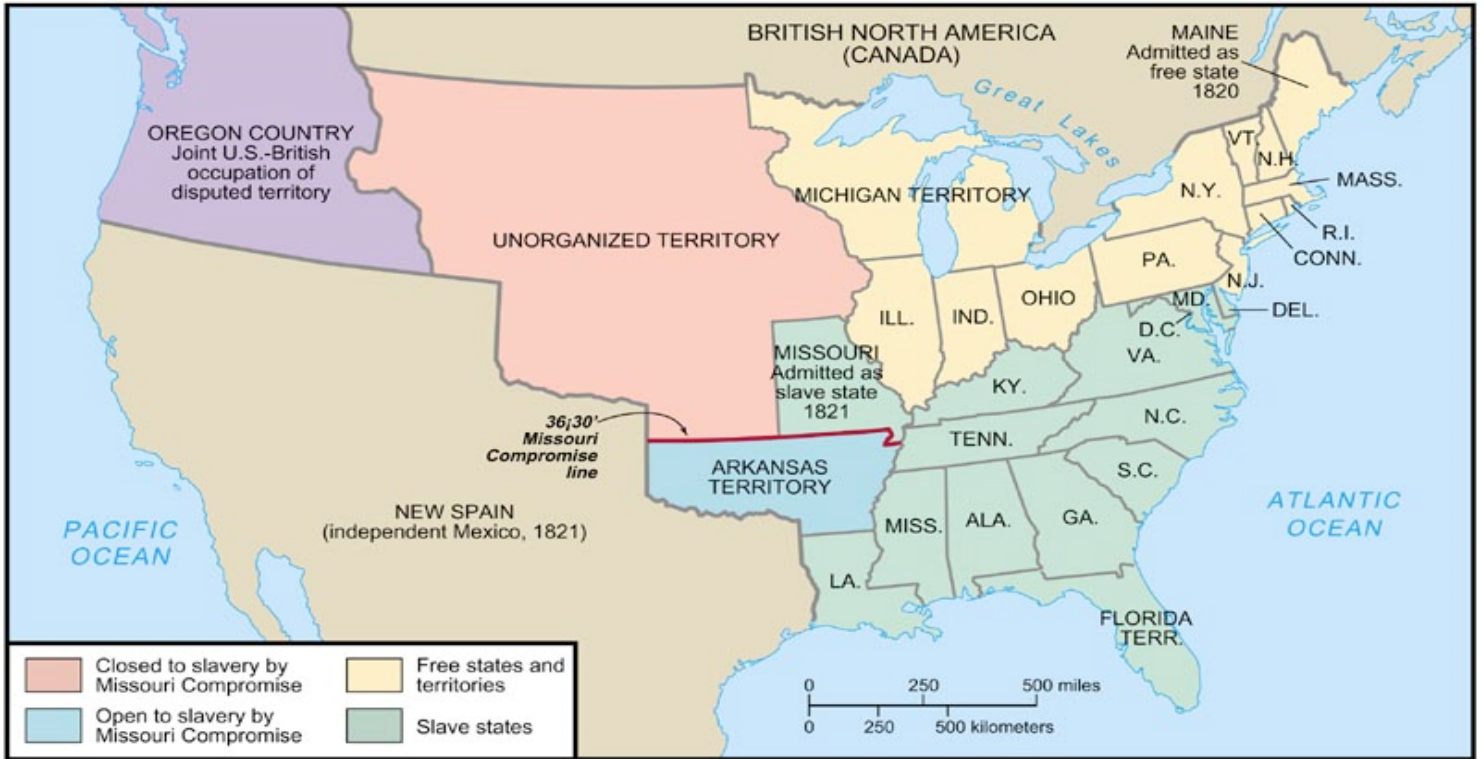 BRITISH NORTH AMERICA
(CANADA)
MAINE
Admitted as
free state
1820
Great Lakes
OREGON COUNTRY
Joint U.S.-British
occupation of
disputed territory
VT.
N.H.
MICHIGAN TERRITORY
N.Y.
MASS.
UNORGANIZED TERRITORY
R.I.
CONN.
PA.
N.J.
OHIO
ILL.
IND.
MD.
DEL.
D.C.
VA.
MISSOURI
Admitted as
slave state
1821
KY.
36¡30'
Missouri
Compromise
line
N.C.
TENN.
ARKANSAS
TERRITORY
S.C.
NEW SPAIN
(independent Mexico, 1821)
PACIFIC
OCEAN
MISS.
ALA.
GA.
ATLANTIC
OCEAN
LA.
FLORIDA
TERR.
Closed to slavery by
Missouri Compromise
Free states and
territories
Open to slavery by
Missouri Compromise
Slave states
0 250 500 miles
0 250 500 kilometers